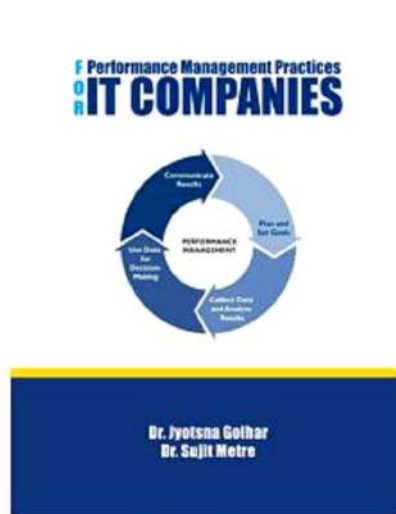 Performance Management Practices
FOR
IT COMPANIES
Communicate
Results
Plan and
Set Goals
PERFORMANCE
MANAGEMENT
Use Data
for
Decision-
Making
Collect Data
and Analyze
Results
Dr. Jyotsna Golhar
Dr. Sujit Metre